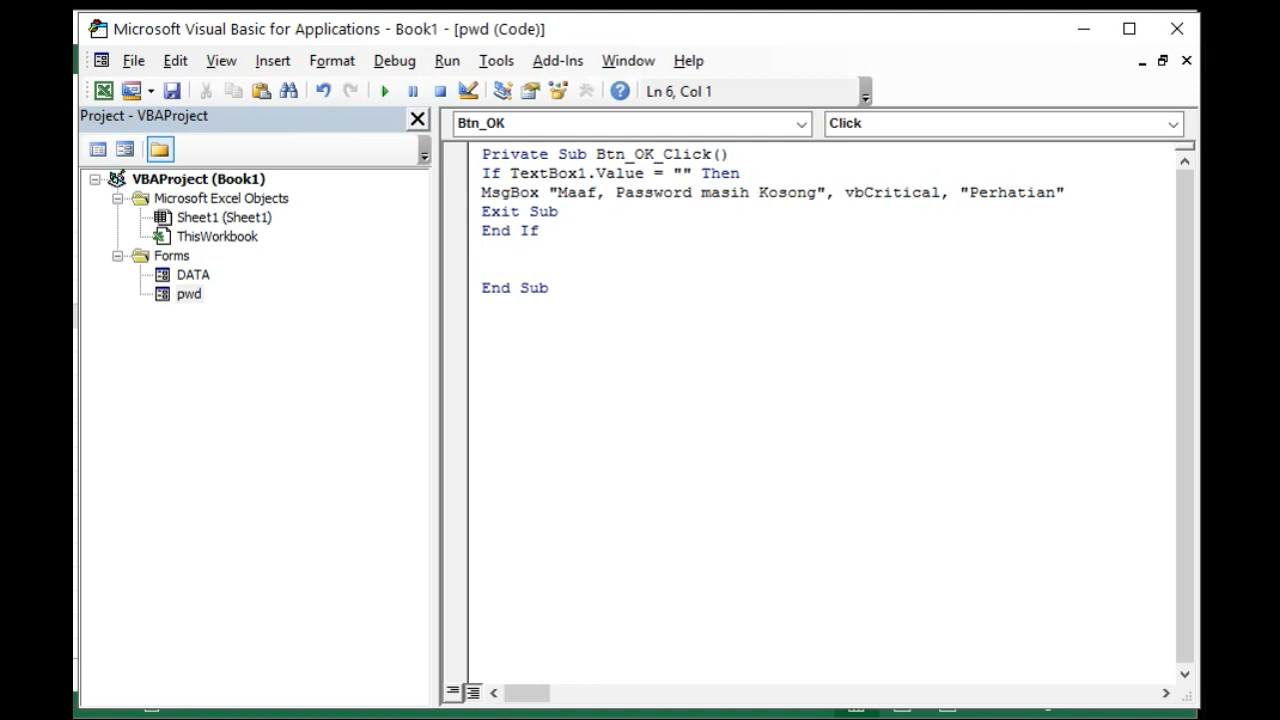 Microsoft Visual Basic for Applications - Book1 - [pwd (Code)]
File Edit View Insert Format Debug Run Tools Add-Ins Window Help
Ln 6, Col 1
Project - VBAProject
VBAProject (Book1)
Microsoft Excel Objects
Sheet1 (Sheet1)
ThisWorkbook
Forms
DATA
pwd
Btn_OK
Click
Private Sub Btn_OK_Click()
If TextBox1.Value = "" Then
MsgBox "Maaf, Password masih Kosong", vbCritical, "Perhatian"
Exit Sub
End If
End Sub